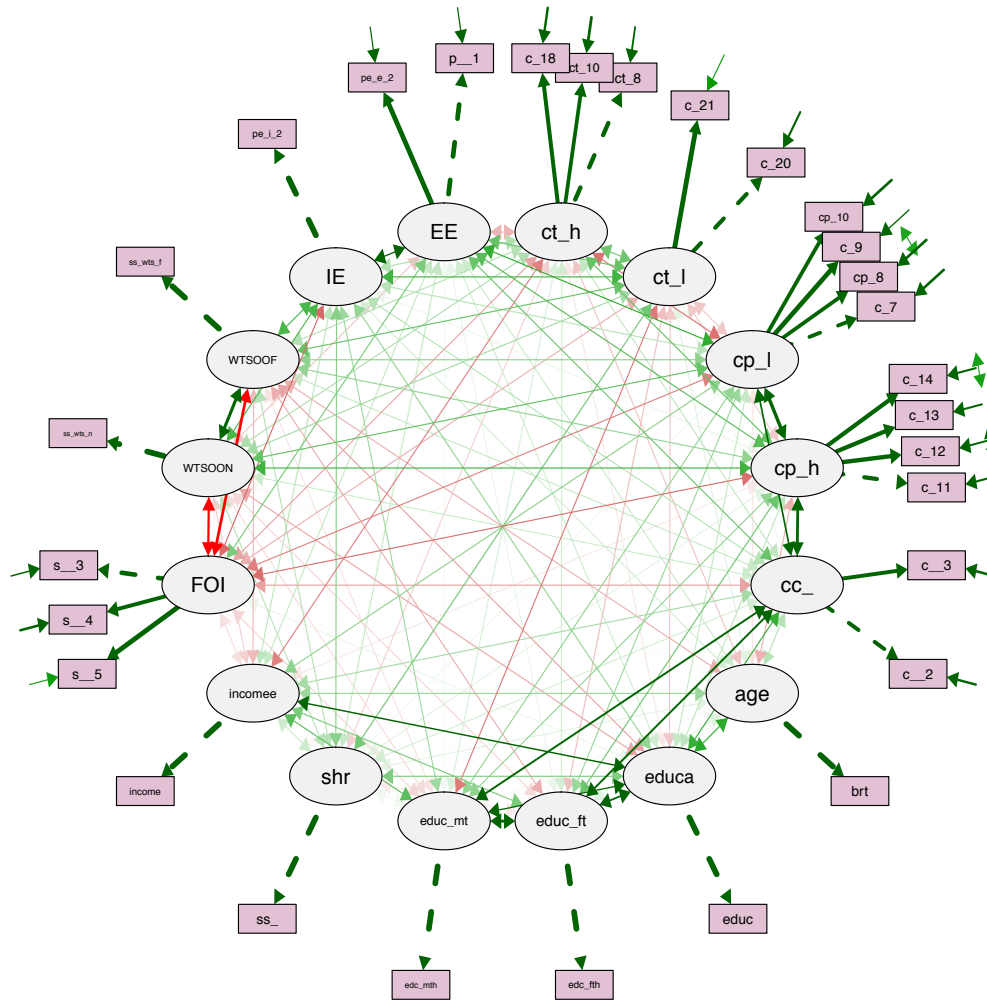 c_18
ct_10
ct_8
p__1
pe_e_2
c_21
pe_i_2
c_20
cp_10
EE
ct_h
c_9
ss_wts_f
IE
ct_l
cp_8
c_7
WTSOOF
cp_l
c_14
c_13
ss_wts_n
WTSOON
cp_h
c_12
c_11
s__3
FOI
cc_
c__3
s__4
s__5
c__2
incomee
age
shr
educa
income
brt
educ_mt
educ_ft
ss_
educ
edc_mth
edc_fth